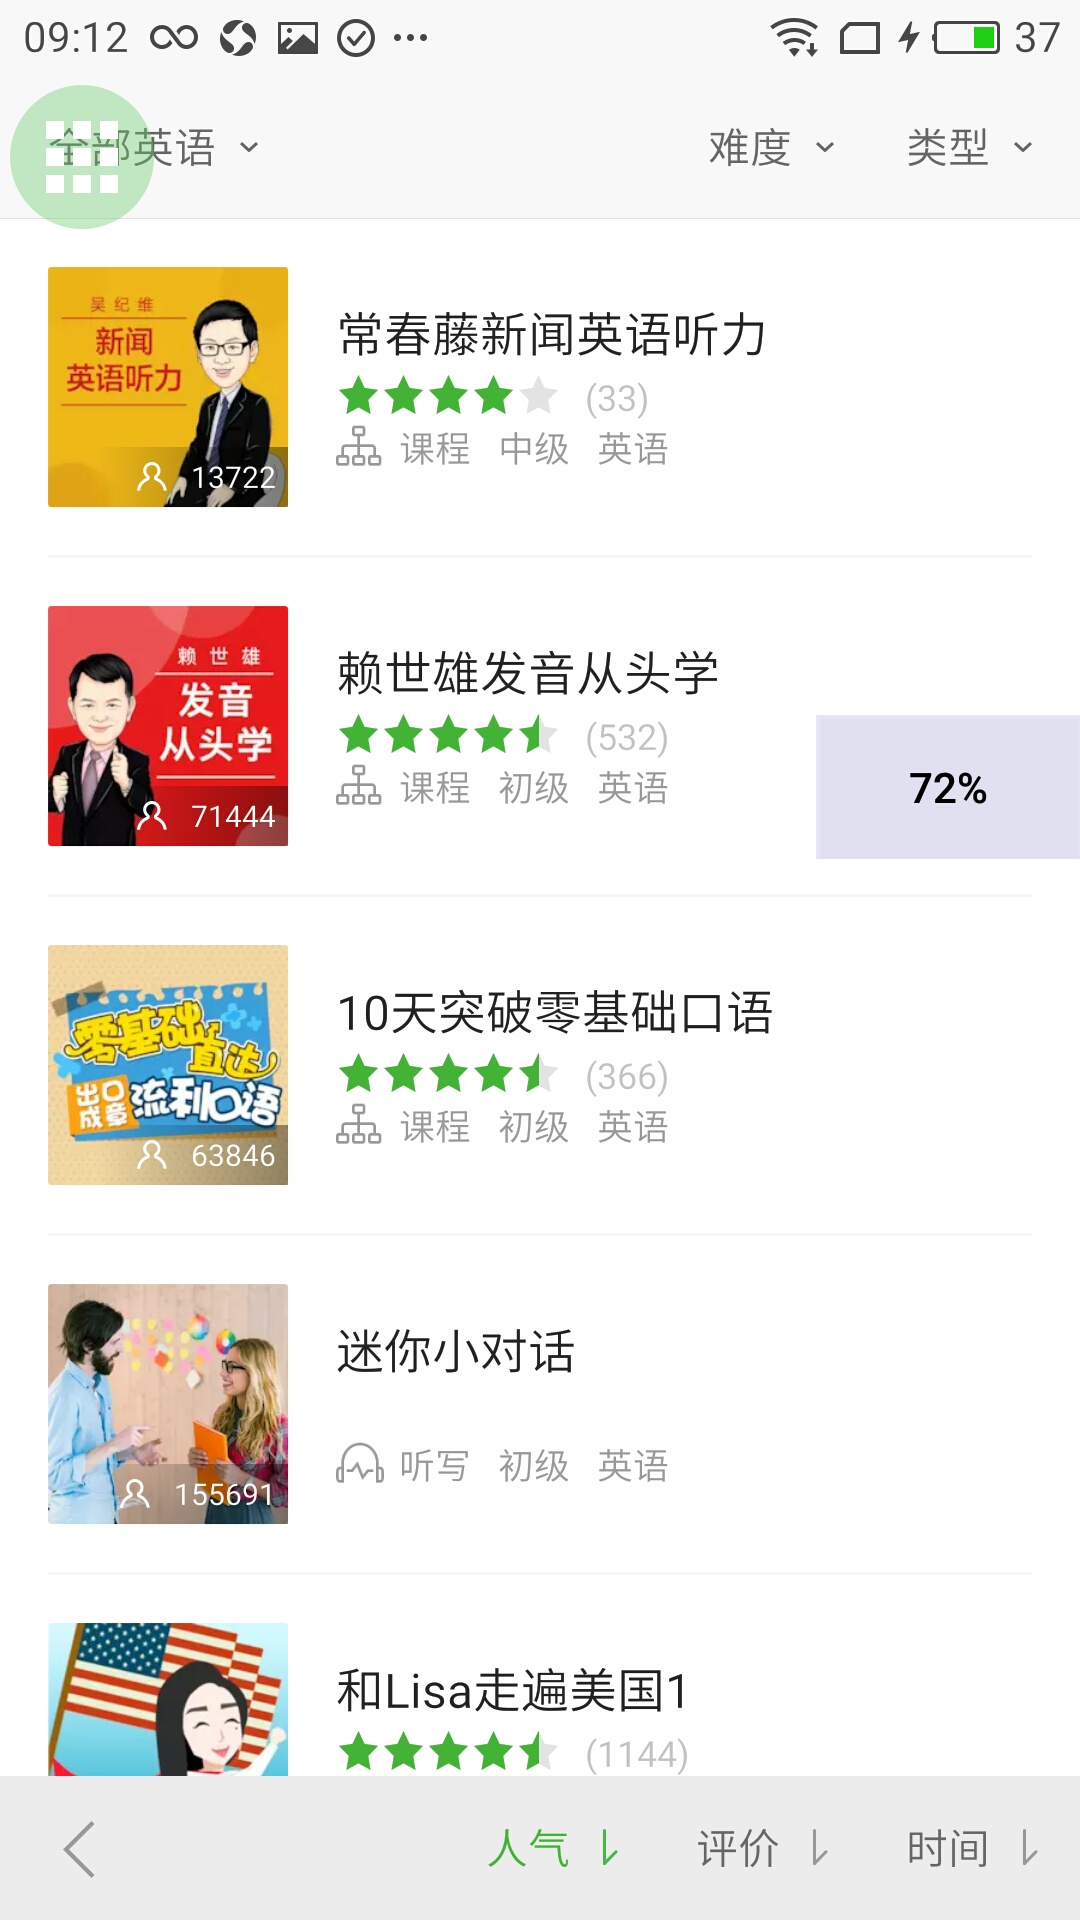 09:12
37
全部英语
难度
类型
吴纪维
新闻
英语听力
13722
常春藤新闻英语听力
(33)
课程 中级 英语
赖世雄
发音
从头学
71444
赖世雄发音从头学
(532)
课程 初级 英语
72%
零基础
直达
出口
成章
流利口语
63846
10天突破零基础口语
(366)
课程 初级 英语
155691
迷你小对话
听写 初级 英语
和Lisa走遍美国1
(1144)
人气
评价
时间